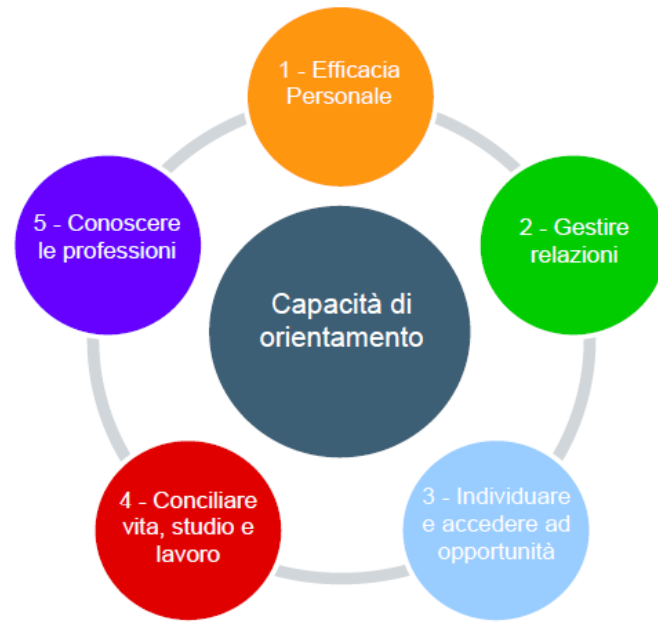 1 - Efficacia
Personale
2 - Gestire
relazioni
3 - Individuare
e accedere ad
opportunità
4 - Conciliare
vita, studio e
lavoro
5 - Conoscere
le professioni
Capacità di
orientamento